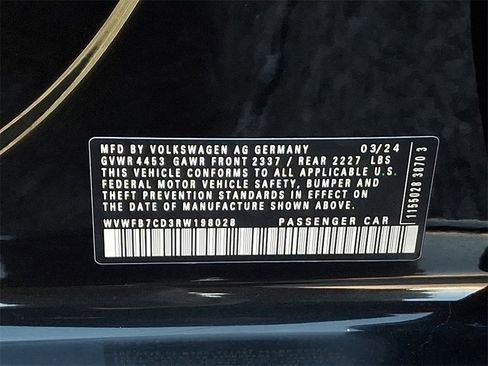 MFD BY VOLKSWAGEN AG GERMANY 03/24
GVWR 4453 GAWR FRONT 2337 / REAR 2227 LBS
THIS VEHICLE CONFORMS TO ALL APPLICABLE U.S.
FEDERAL MOTOR VEHICLE SAFETY, BUMPER AND
THEFT PREVENTION STANDARDS IN EFFECT ON
THE DATE OF MANUFACTURE SHOWN ABOVE
WVWFB7CD3RW198028 PASSENGER CAR
1155028 3870 3